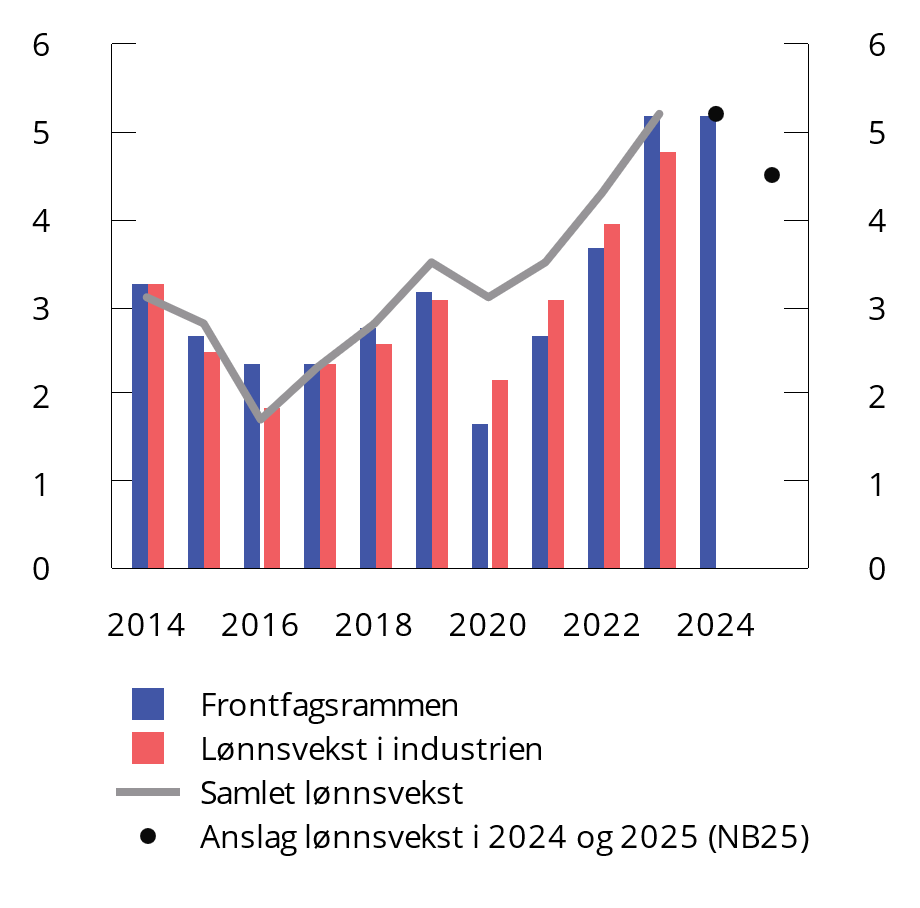 6 6
5 5
4 4
3 3
2 2
1 1
0 0
2014 2016 2018 2020 2022 2024
Frontfagsrammen
Lønnsvekst i industrien
Samlet lønnsvekst
Anslag lønnsvekst i 2024 og 2025 (NB25)